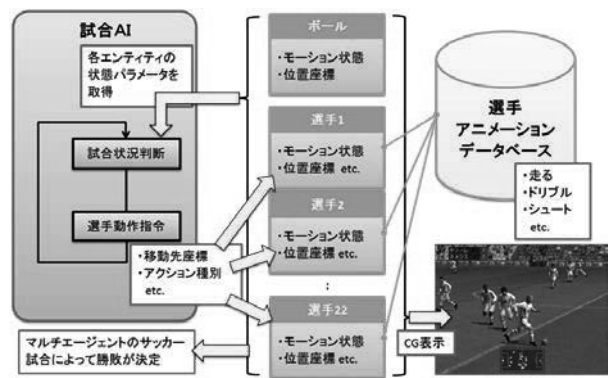 試合AI
各エンティティの
状態パラメータを
取得
試合状況判断
選手動作指令
・移動先座標
・アクション種別
etc.
マルチエージェントのサッカー
試合によって勝敗が決定
ボール
・モーション状態
・位置座標
選手1
・モーション状態
・位置座標 etc.
選手2
・モーション状態
・位置座標 etc.
:
選手22
・モーション状態
・位置座標 etc.
選手
アニメーション
データベース
・走る
・ドリブル
・シュート
etc.
CG表示